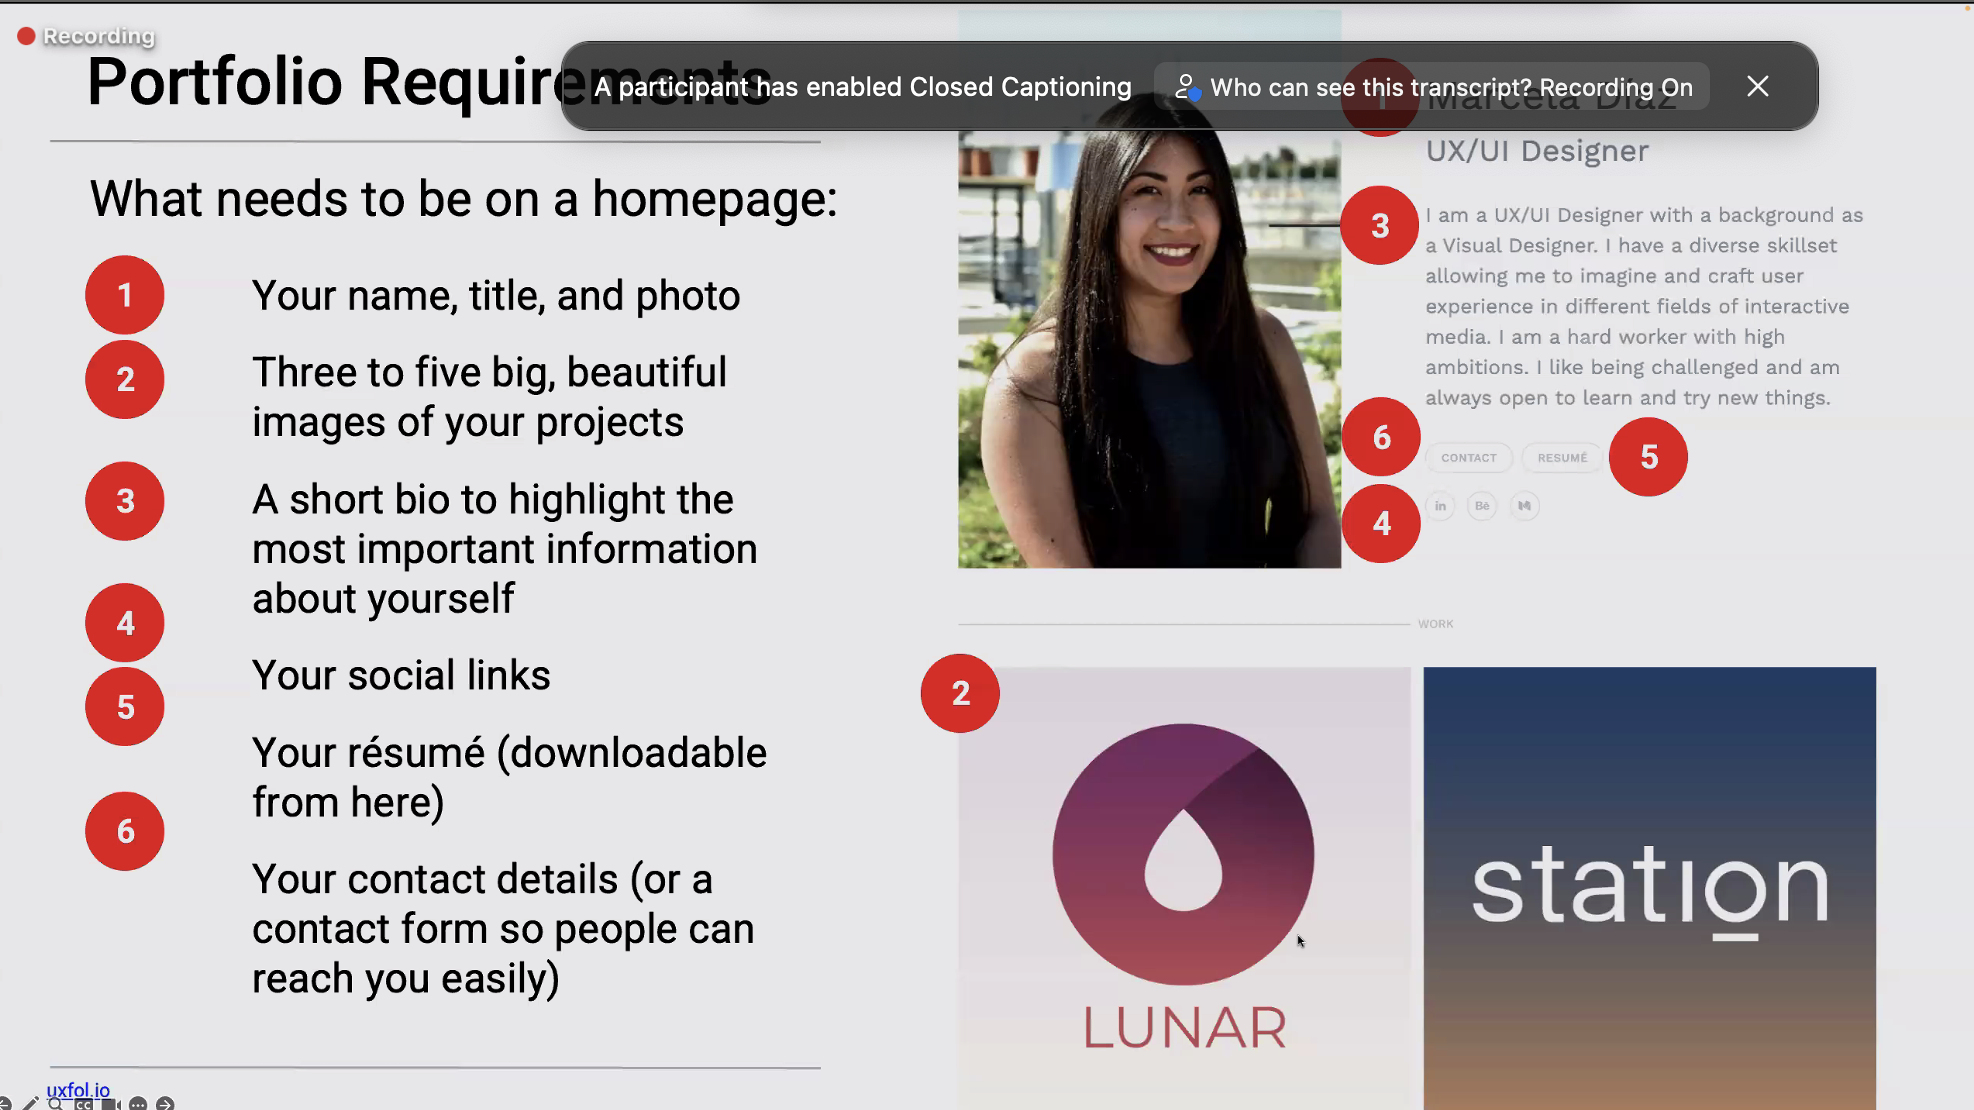 Recording
Portfolio Requirements
A participant has enabled Closed Captioning
Who can see this transcript? Recording On
What needs to be on a homepage:
1
Your name, title, and photo
2
Three to five big, beautiful
images of your projects
3
A short bio to highlight the
most important information
about yourself
4
Your social links
5
Your résumé (downloadable
from here)
6
Your contact details (or a
contact form so people can
reach you easily)
uxfol.io
CC
1
Marcela Díaz
UX/UI Designer
3
I am a UX/UI Designer with a background as
a Visual Designer. I have a diverse skillset
allowing me to imagine and craft user
experience in different fields of interactive
media. I am a hard worker with high
ambitions. I like being challenged and am
always open to learn and try new things.
6
CONTACT
RESUMÉ
5
4
in
Bē
WORK
2
LUNAR
station